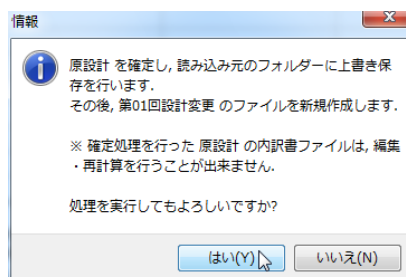 情報
原設計 を確定し, 読み込み元のフォルダーに上書き保
存を行います.
その後, 第01回設計変更 のファイルを新規作成します.
※ 確定処理を行った 原設計 の内訳書ファイルは, 編集
・再計算を行うことが出来ません.
処理を実行してもよろしいですか?
はい(Y)
いいえ(N)